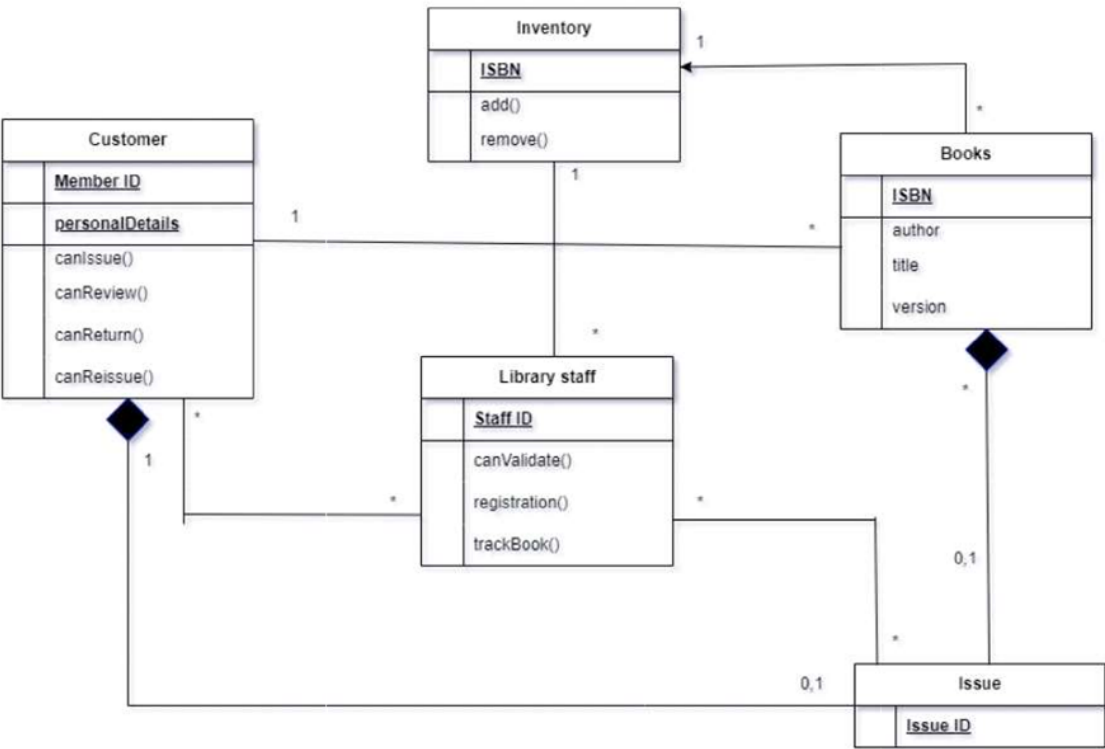 Inventory
ISBN
add()
remove()
1
*
1
Customer
Member ID
personalDetails
canIssue()
canReview()
canReturn()
canReissue()
1
*
Books
ISBN
author
title
version
*
Library staff
Staff ID
canValidate()
registration()
trackBook()
*
1
*
*
*
0,1
*
0,1
Issue
Issue ID